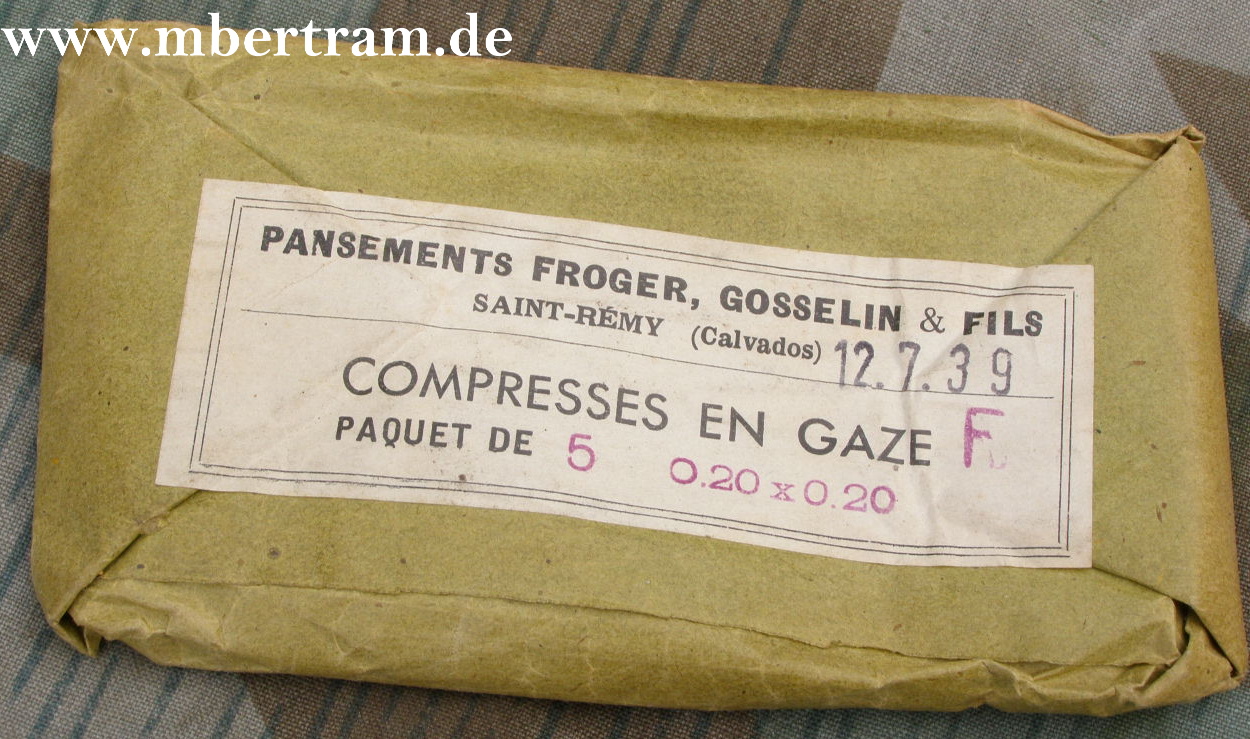 www.mbertram.de
PANSEMENTS FROGER, GOSSELIN & FILS
SAINT-RÉMY (Calvados) 12.7.39
COMPRESSES EN GAZE F
PAQUET DE 5 0.20 x 0.20